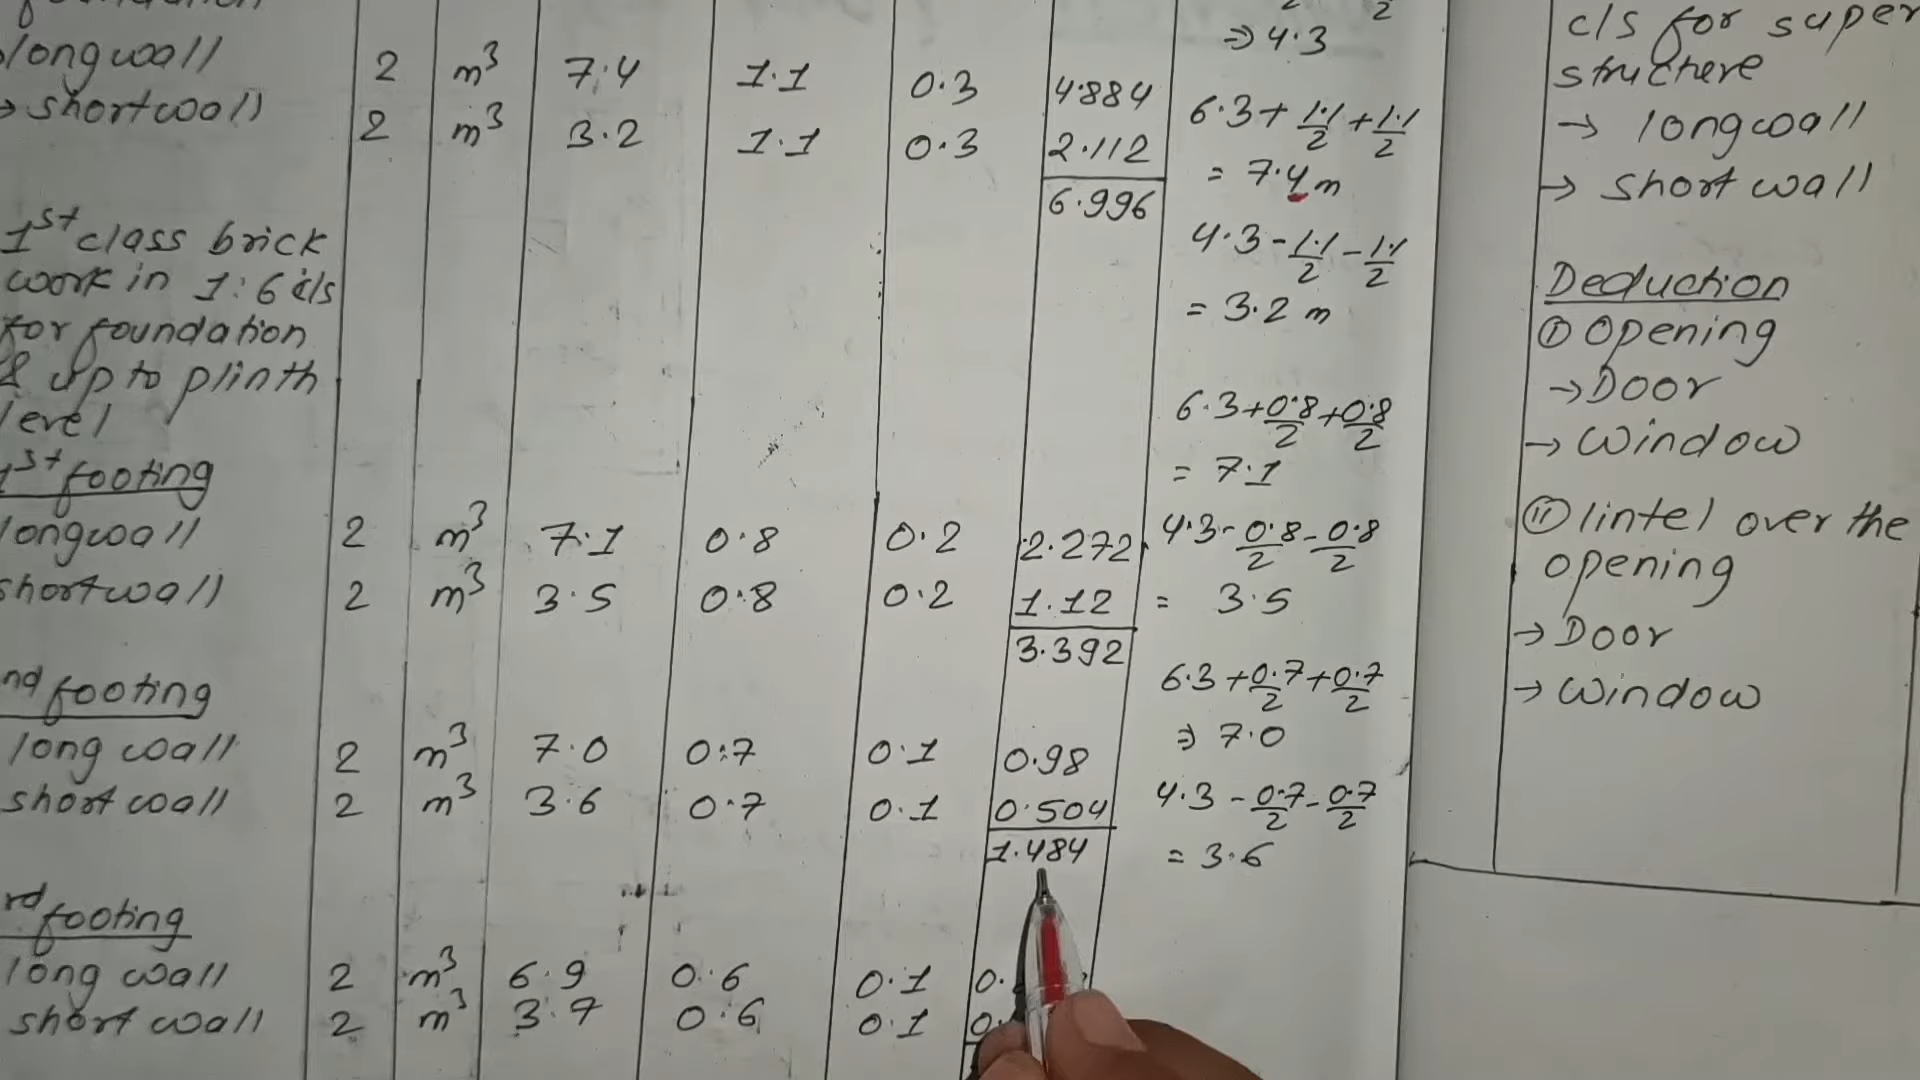 ⇒ 4.3
longwall 2 m³ 7.4 1.1 0.3 4.884
→ shortwall 2 m³ 3.2 1.1 0.3 2.112
6.996
6.3 + 1.1/2 + 1.1/2
= 7.4 m
4.3 - 1.1/2 - 1.1/2
= 3.2 m
1st class brick
work in 1:6 c/s
for foundation
& up to plinth
level
1st footing
longwall 2 m³ 7.1 0.8 0.2 2.272
shortwall 2 m³ 3.5 0.8 0.2 1.12
3.392
6.3 + 0.8/2 + 0.8/2
= 7.1
4.3 - 0.8/2 - 0.8/2
= 3.5
nd footing
long wall 2 m³ 7.0 0.7 0.1 0.98
short wall 2 m³ 3.6 0.7 0.1 0.504
1.484
6.3 + 0.7/2 + 0.7/2
⇒ 7.0
4.3 - 0.7/2 - 0.7/2
= 3.6
rd footing
long wall 2 m³ 6.9 0.6 0.1 0.
short wall 2 m³ 3.7 0.6 0.1 0.
c/s for super
structere
→ longwall
→ short wall
Deduction
(i) Opening
→ Door
→ Window
(ii) lintel over the
opening
→ Door
→ Window